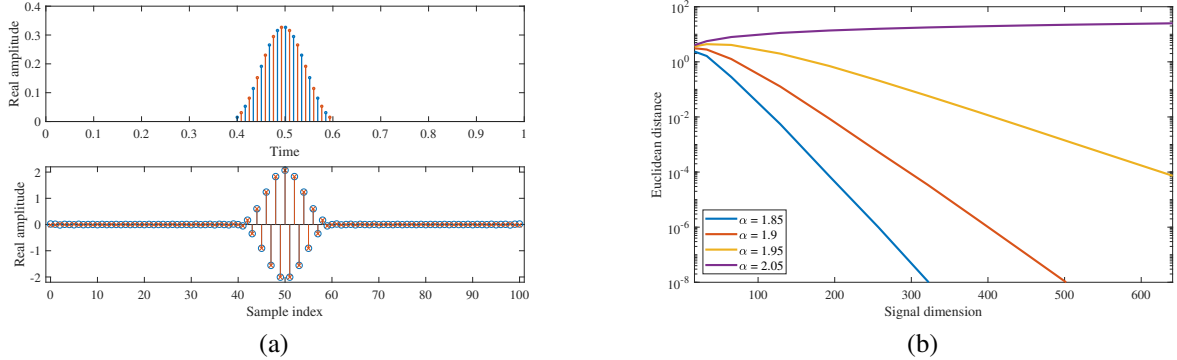 0.4
0.3
0.2
0.1
0
Real amplitude
0 0.1 0.2 0.3 0.4 0.5 0.6 0.7 0.8 0.9 1
Time
2
1
0
-1
-2
Real amplitude
0 10 20 30 40 50 60 70 80 90 100
Sample index
(a)
10^2
10^0
10^-2
10^-4
10^-6
10^-8
Euclidean distance
α = 1.85
α = 1.9
α = 1.95
α = 2.05
100 200 300 400 500 600
Signal dimension
(b)